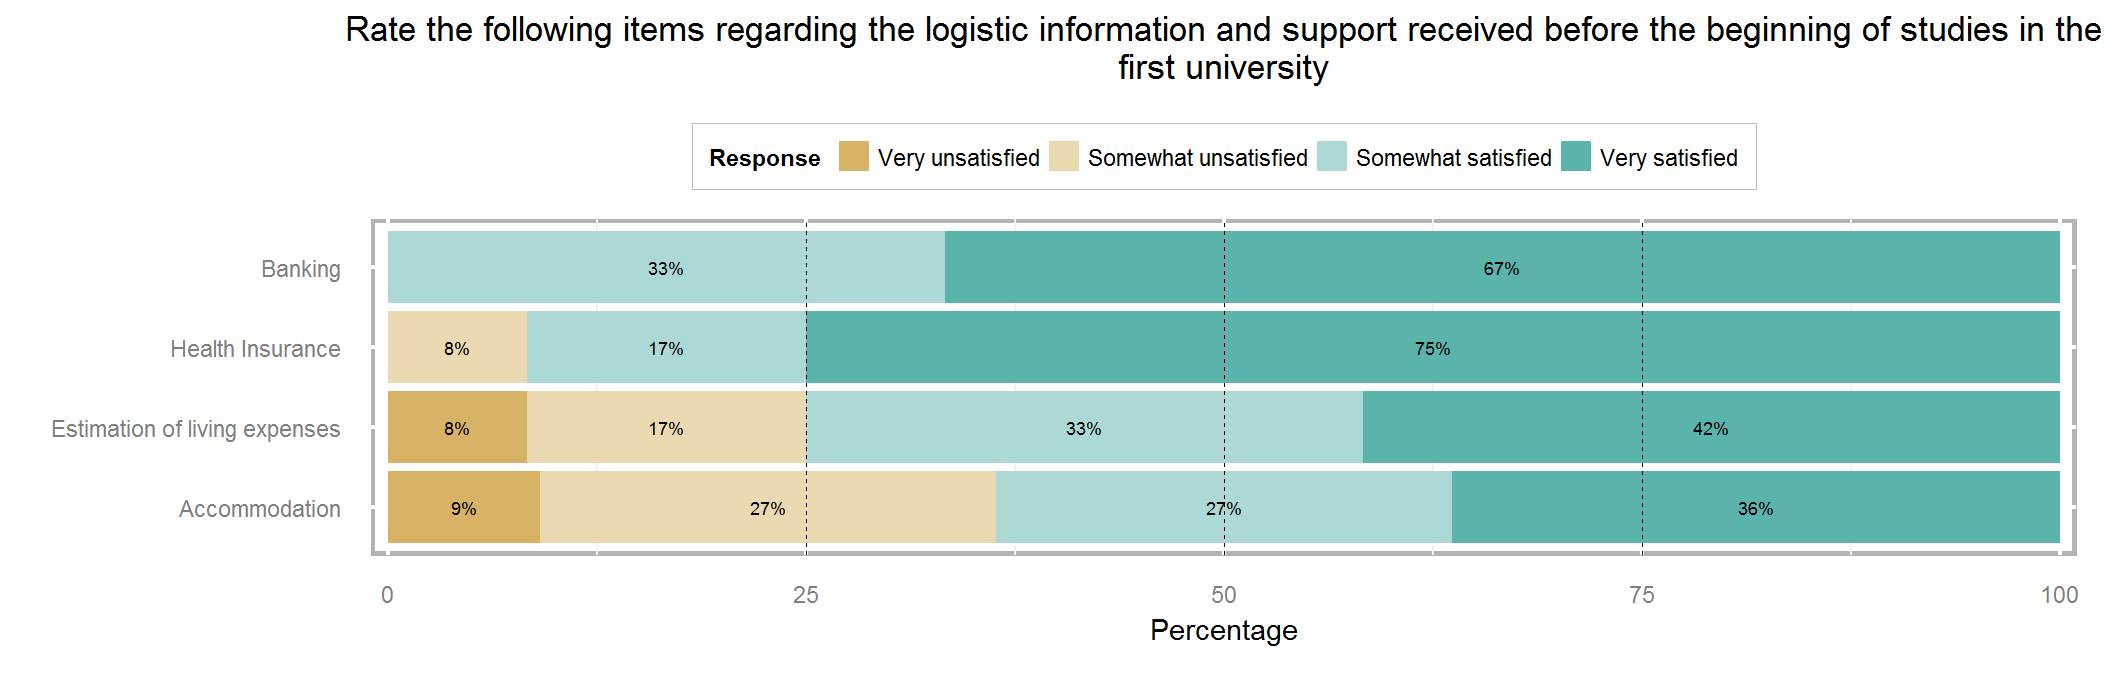 Rate the following items regarding the logistic information and support received before the beginning of studies in the
first university
Response Very unsatisfied Somewhat unsatisfied Somewhat satisfied Very satisfied
Banking 33% 67%
Health Insurance 8% 17% 75%
Estimation of living expenses 8% 17% 33% 42%
Accommodation 9% 27% 27% 36%
0 25 50 75 100
Percentage